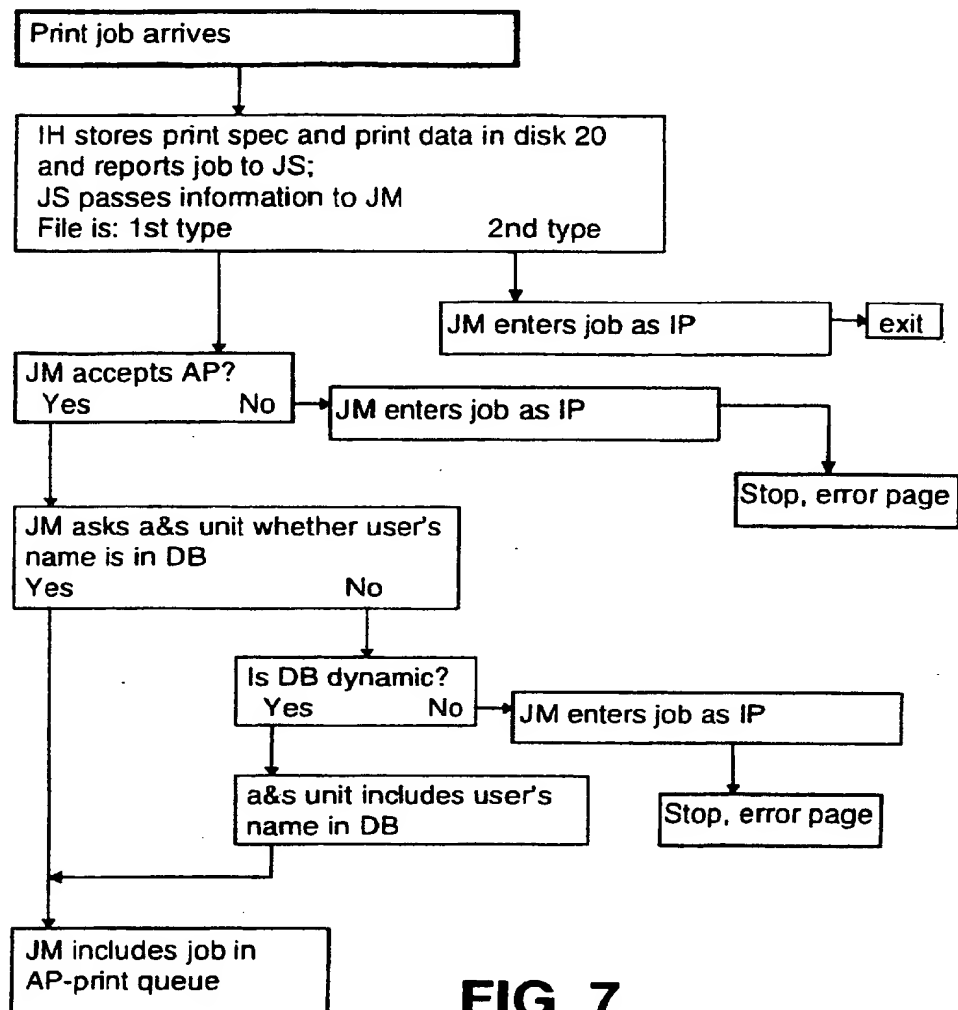 Print job arrives
IH stores print spec and print data in disk 20
and reports job to JS;
JS passes information to JM
File is: 1st type 2nd type
JM enters job as IP
exit
JM accepts AP?
Yes No
JM enters job as IP
Stop, error page
JM asks a&s unit whether user's
name is in DB
Yes No
Is DB dynamic?
Yes No
JM enters job as IP
a&s unit includes user's
name in DB
Stop, error page
JM includes job in
AP-print queue
FIG. 7